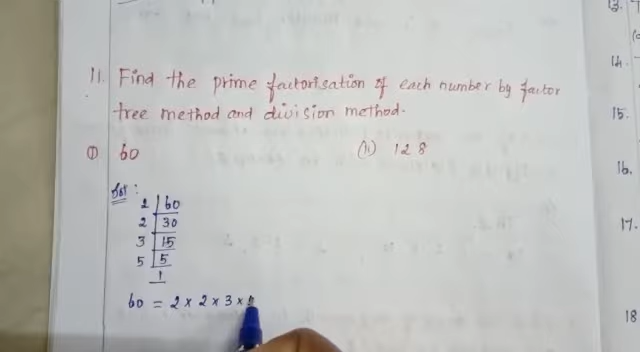 11. Find the prime factorisation of each number by factor
tree method and division method.
(i) 60 (ii) 128
Sol:
2 | 60
2 | 30
3 | 15
5 | 5
1
60 = 2 x 2 x 3 x
13.
14.
15.
16.
17.
18